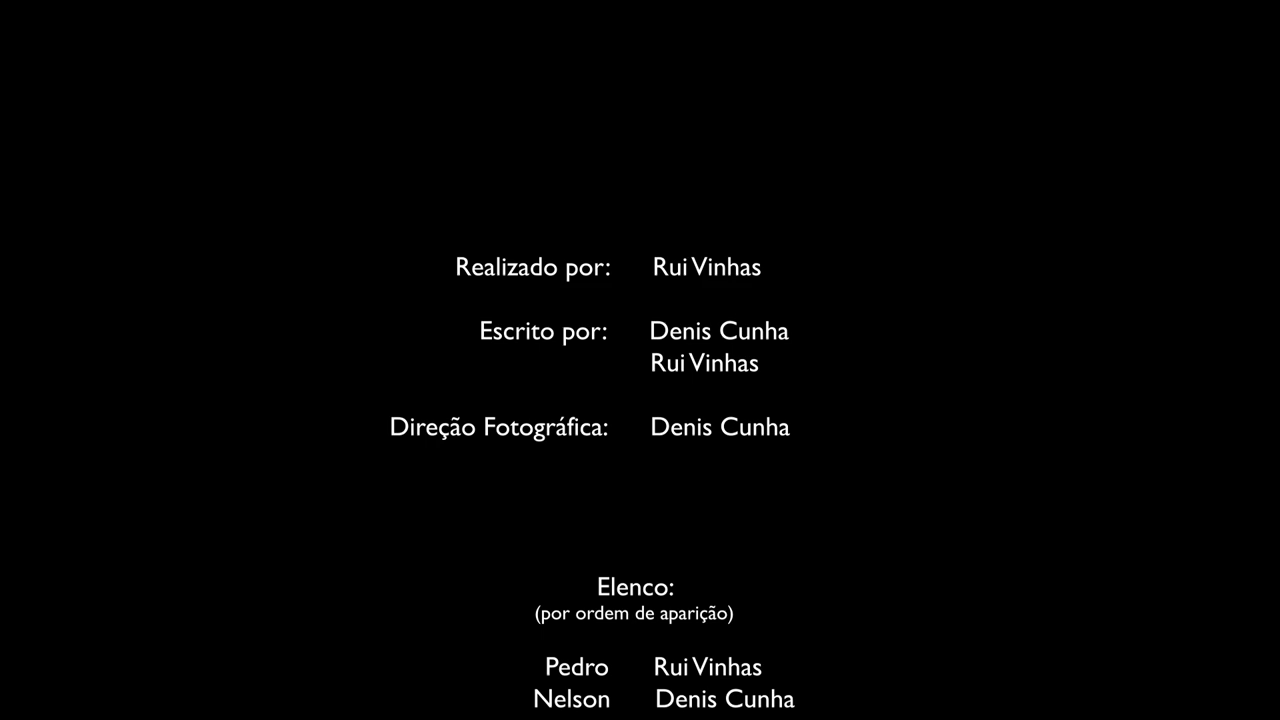 Realizado por: Rui Vinhas
Escrito por: Denis Cunha
Rui Vinhas
Direção Fotográfica: Denis Cunha
Elenco:
(por ordem de aparição)
Pedro Rui Vinhas
Nelson Denis Cunha